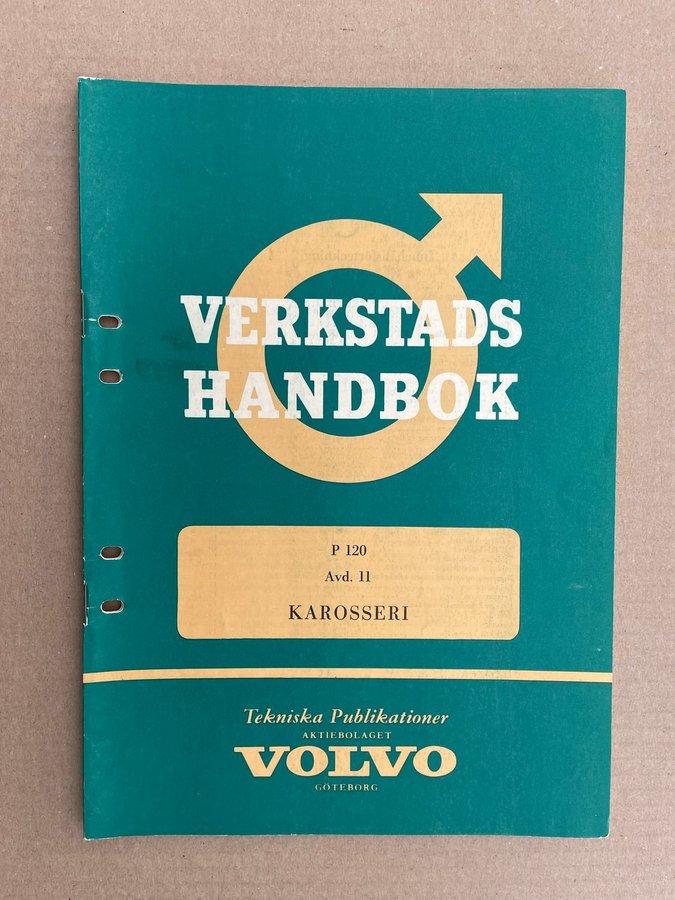 VERKSTADS
HANDBOK
P 120
Avd. 11
KAROSSERI
Tekniska Publikationer
AKTIEBOLAGET
VOLVO
GÖTEBORG